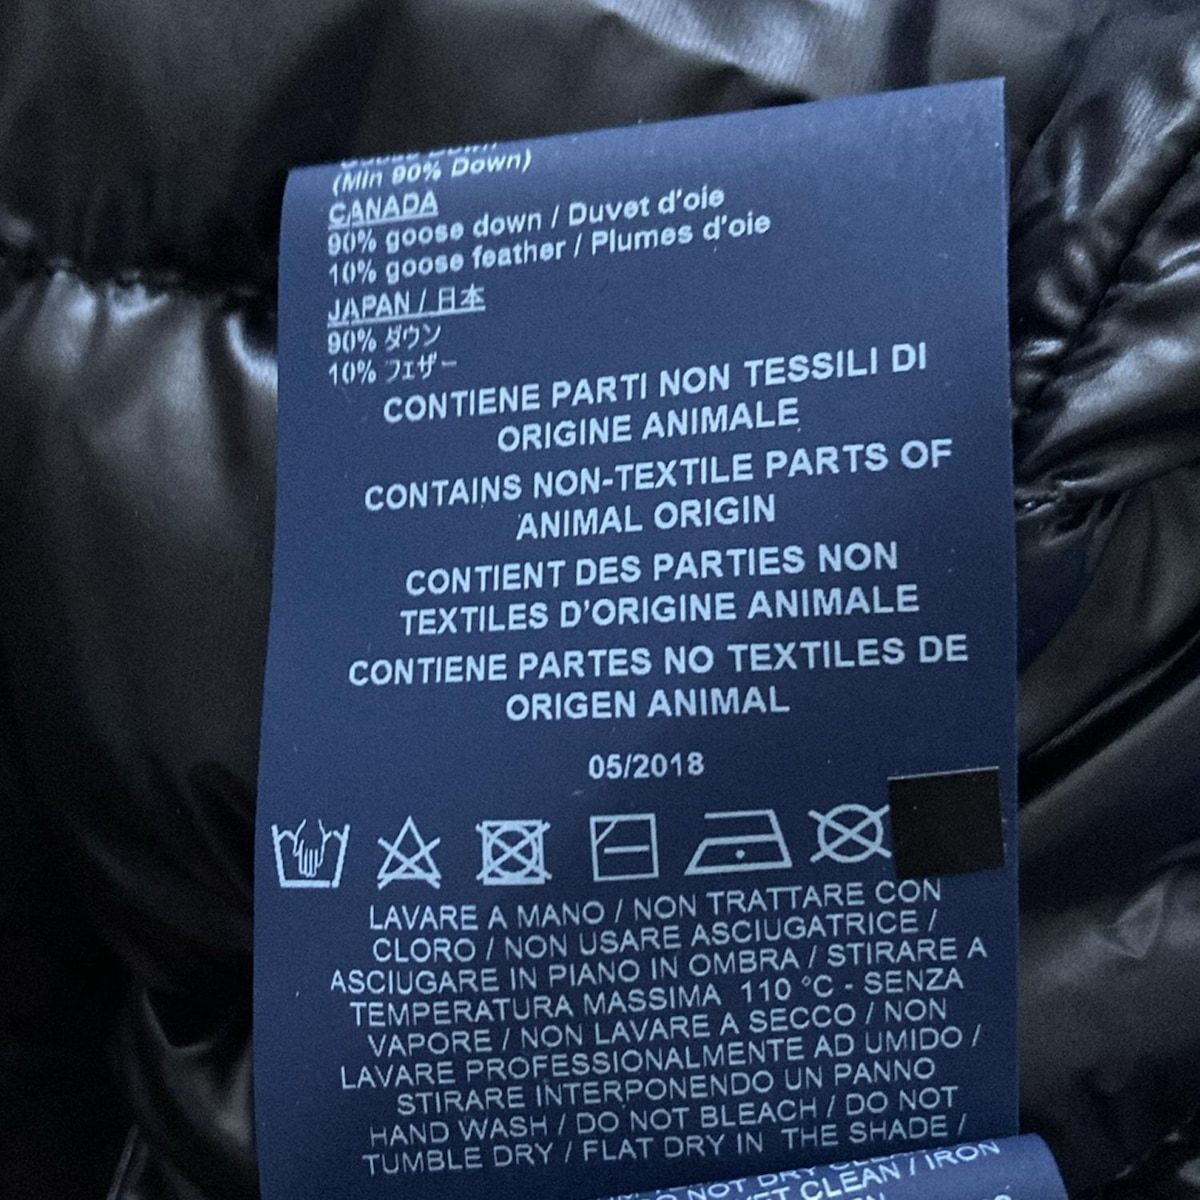 (Min 90% Down)
CANADA
90% goose down / Duvet d'oie
10% goose feather / Plumes d'oie
JAPAN / 日本
90% ダウン
10% フェザー
CONTIENE PARTI NON TESSILI DI
ORIGINE ANIMALE
CONTAINS NON-TEXTILE PARTS OF
ANIMAL ORIGIN
CONTIENT DES PARTIES NON
TEXTILES D'ORIGINE ANIMALE
CONTIENE PARTES NO TEXTILES DE
ORIGEN ANIMAL
05/2018
LAVARE A MANO / NON TRATTARE CON
CLORO / NON USARE ASCIUGATRICE /
ASCIUGARE IN PIANO IN OMBRA / STIRARE A
TEMPERATURA MASSIMA 110 °C - SENZA
VAPORE / NON LAVARE A SECCO / NON
LAVARE PROFESSIONALMENTE AD UMIDO /
STIRARE INTERPONENDO UN PANNO
HAND WASH / DO NOT BLEACH / DO NOT
TUMBLE DRY / FLAT DRY IN THE SHADE /
NOT DRY
CLEAN / IRON